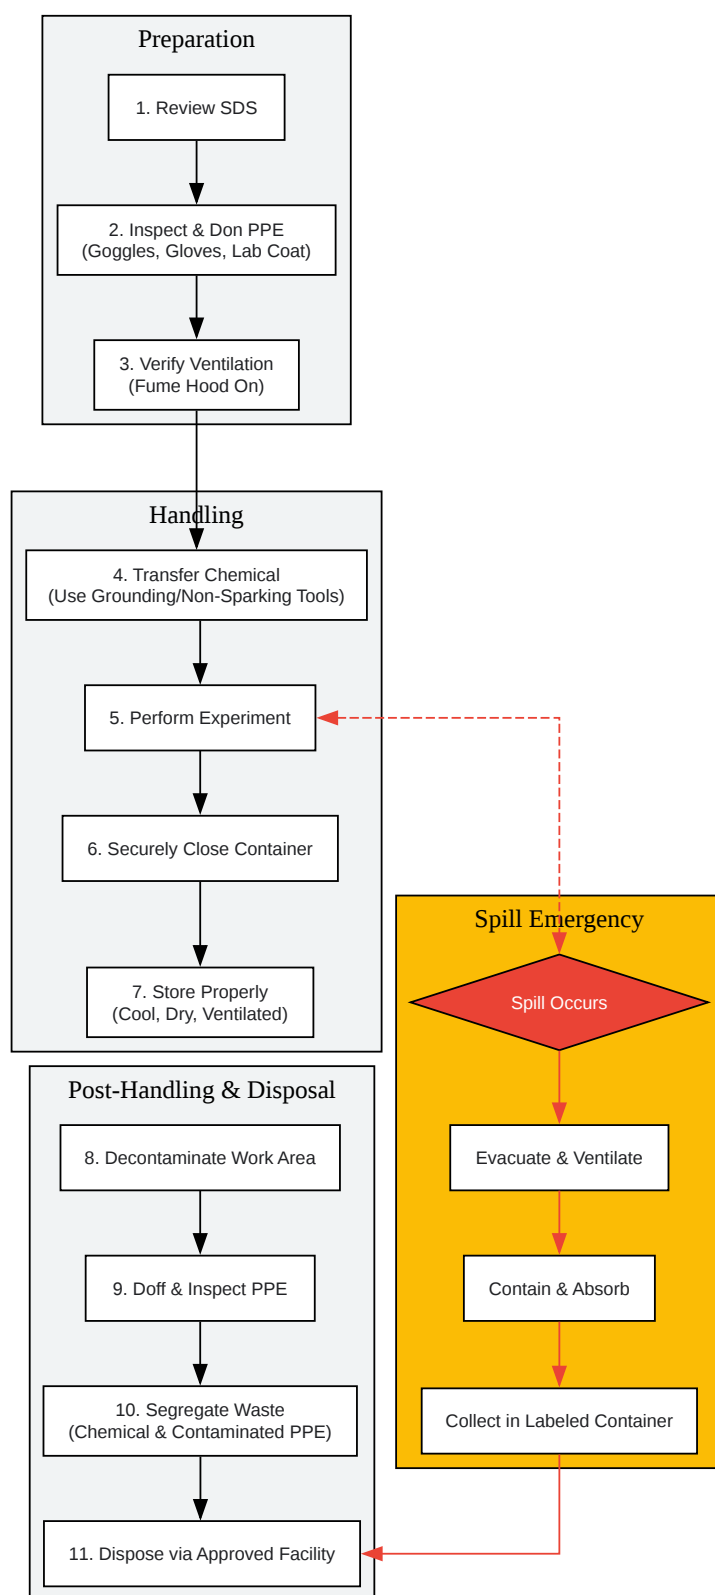 Preparation
1. Review SDS
2. Inspect & Don PPE
(Goggles, Gloves, Lab Coat)
3. Verify Ventilation
(Fume Hood On)
Handling
4. Transfer Chemical
(Use Grounding/Non-Sparking Tools)
5. Perform Experiment
6. Securely Close Container
7. Store Properly
(Cool, Dry, Ventilated)
Spill Emergency
Spill Occurs
Evacuate & Ventilate
Contain & Absorb
Collect in Labeled Container
Post-Handling & Disposal
8. Decontaminate Work Area
9. Doff & Inspect PPE
10. Segregate Waste
(Chemical & Contaminated PPE)
11. Dispose via Approved Facility